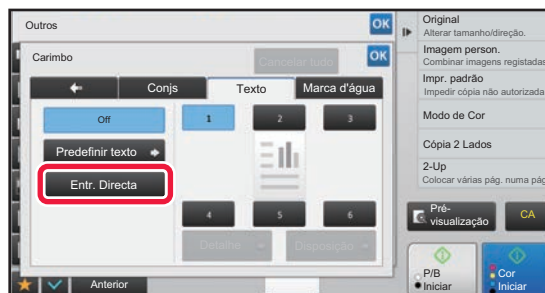 Outros
OK
Carimbo
Cancelar tudo
OK
Conjs
Texto
Marca d'água
Off
1
2
3
Predefinir texto
Entr. Directa
4
5
6
Detalhe
Disposição
Anterior
Original
Alterar tamanho/direção.
Imagem person.
Combinar imagens registadas
Impr. padrão
Impedir cópia não autorizada
Modo de Cor
Cópia 2 Lados
2-Up
Colocar várias pág. numa pág
Pré-
visualização
CA
P/B
Iniciar
Cor
Iniciar